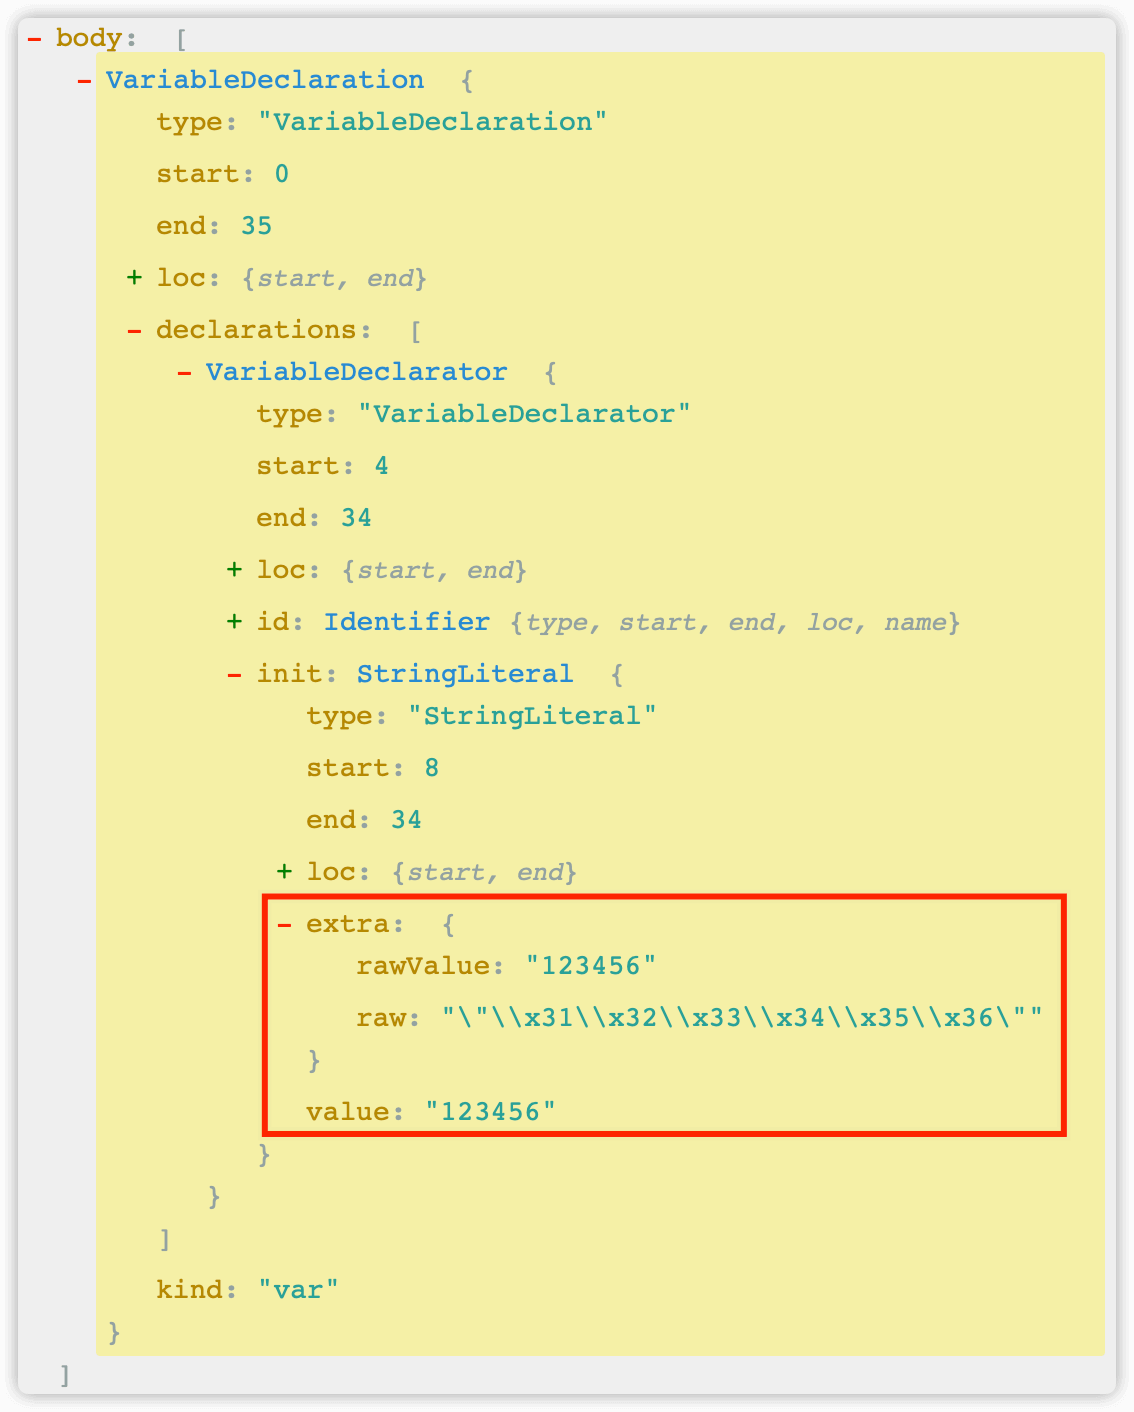 - body: [
- VariableDeclaration {
type: "VariableDeclaration"
start: 0
end: 35
+ loc: {start, end}
- declarations: [
- VariableDeclarator {
type: "VariableDeclarator"
start: 4
end: 34
+ loc: {start, end}
+ id: Identifier {type, start, end, loc, name}
- init: StringLiteral {
type: "StringLiteral"
start: 8
end: 34
+ loc: {start, end}
- extra: {
rawValue: "123456"
raw: "\"\\x31\\x32\\x33\\x34\\x35\\x36\""
}
value: "123456"
}
}
]
kind: "var"
}
]